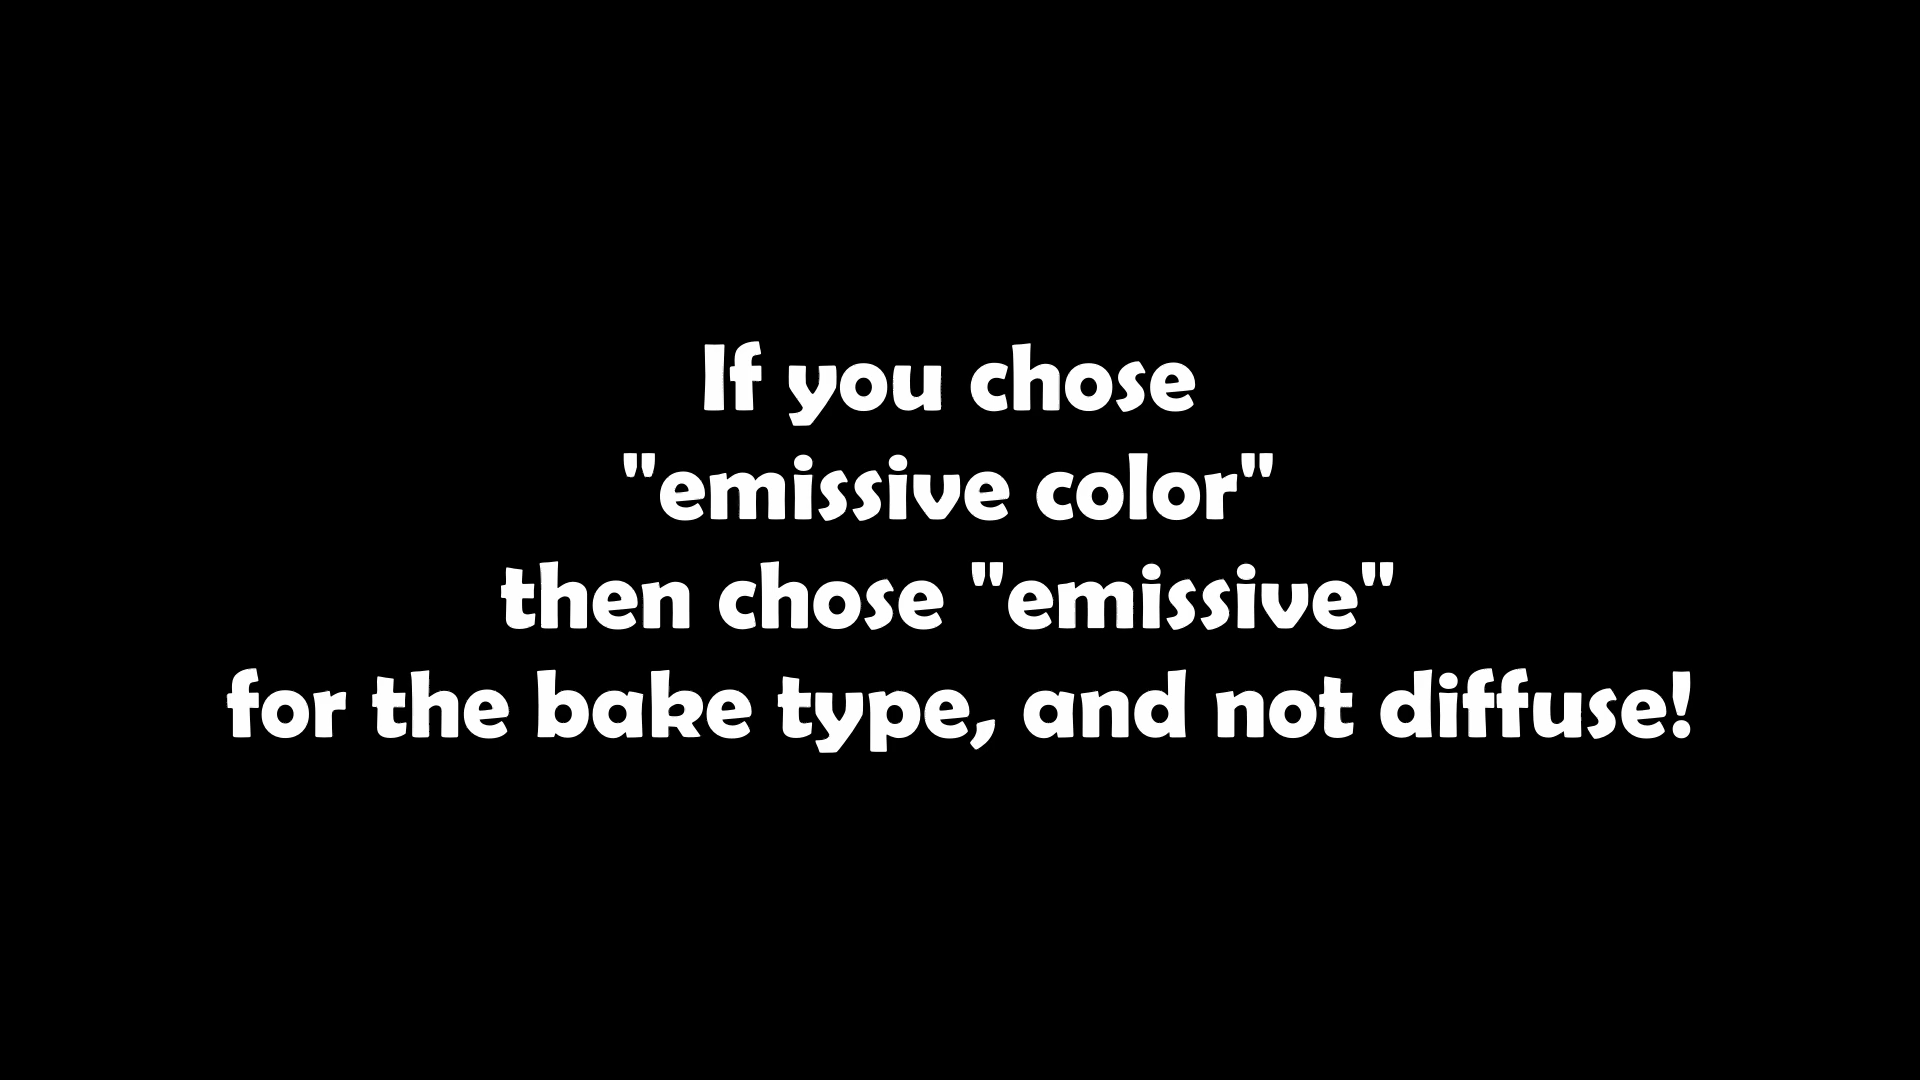 If you chose
"emissive color"
then chose "emissive"
for the bake type, and not diffuse!